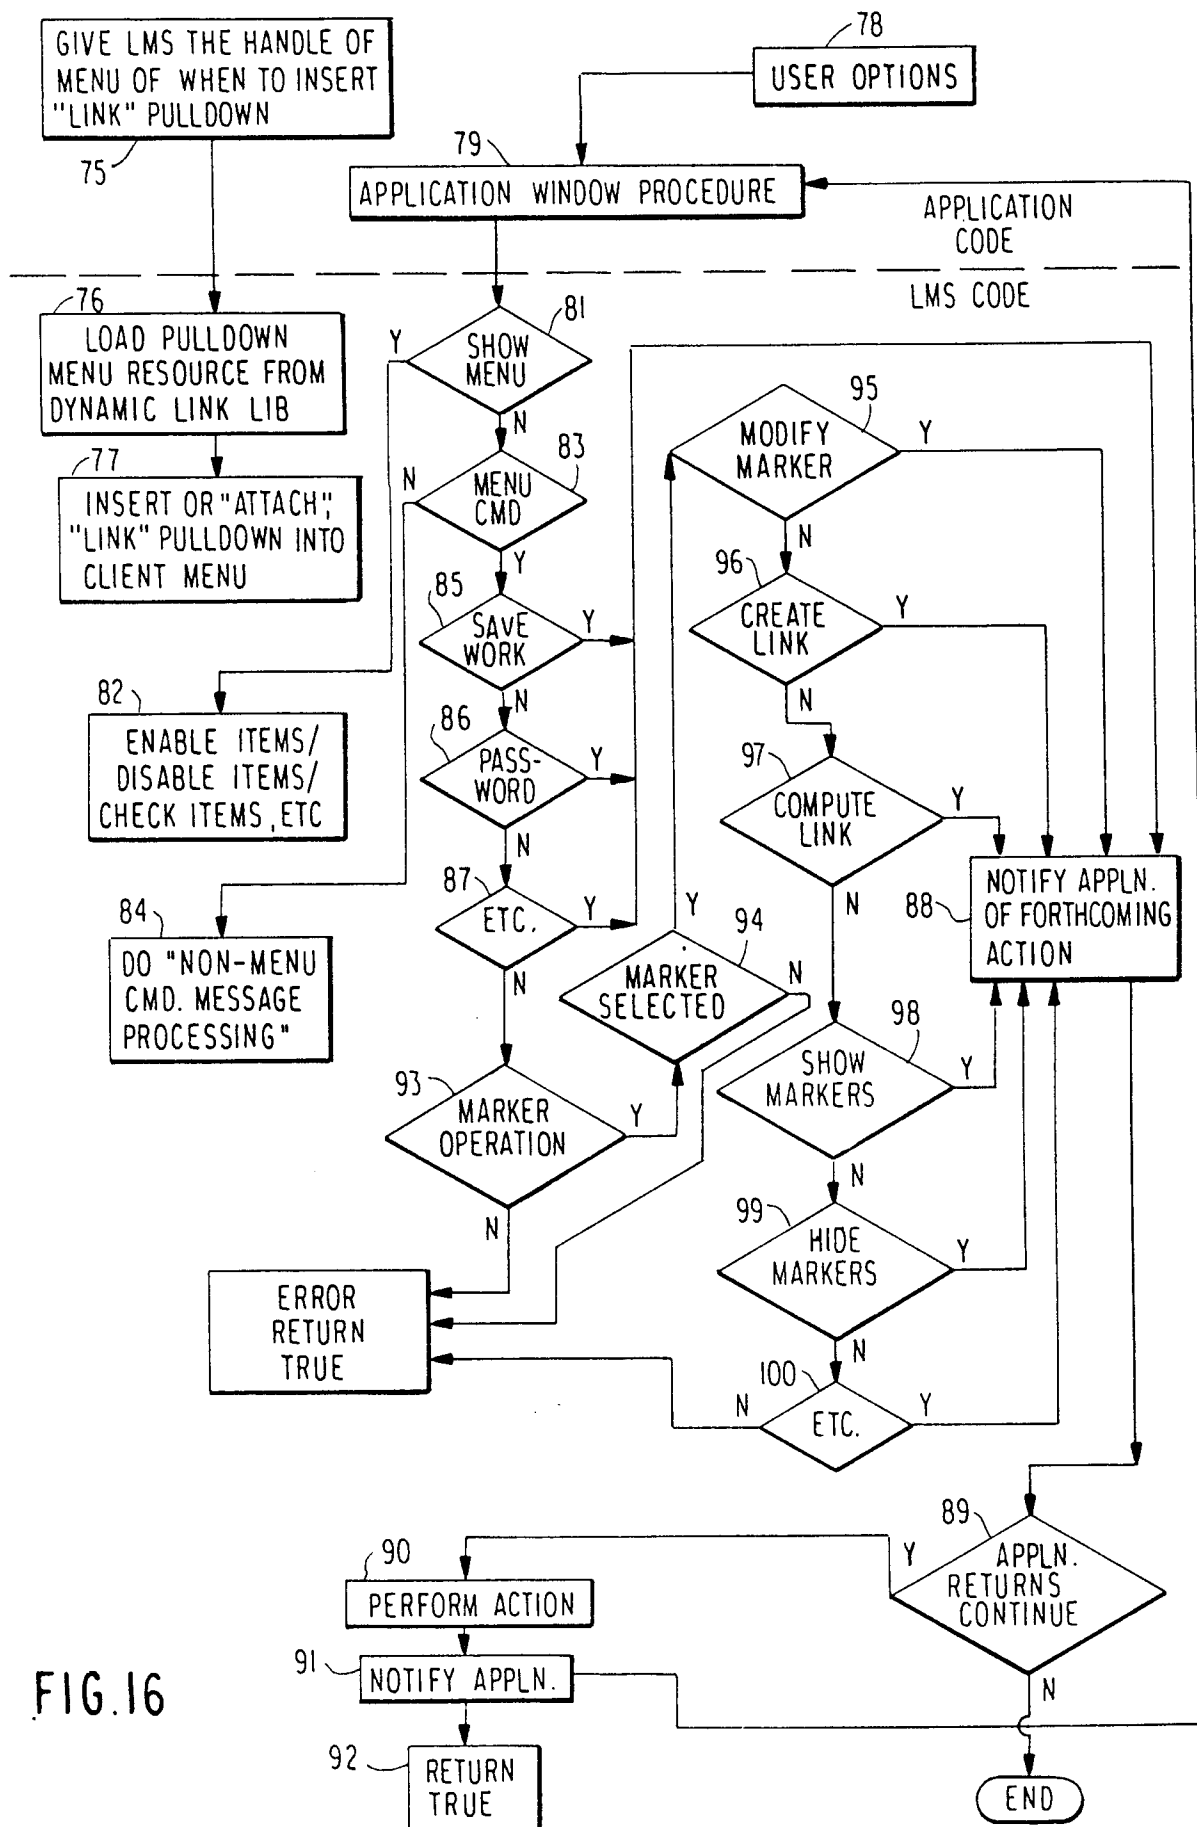 GIVE LMS THE HANDLE OF
MENU OF WHEN TO INSERT
"LINK" PULLDOWN
75
78
USER OPTIONS
79
APPLICATION WINDOW PROCEDURE
APPLICATION
CODE
LMS CODE
76
LOAD PULLDOWN
MENU RESOURCE FROM
DYNAMIC LINK LIB
77
INSERT OR "ATTACH",
"LINK" PULLDOWN INTO
CLIENT MENU
81
SHOW
MENU
Y
N
83
MENU
CMD
N
Y
85
SAVE
WORK
Y
N
82
ENABLE ITEMS/
DISABLE ITEMS/
CHECK ITEMS, ETC
86
PASS-
WORD
Y
N
87
ETC.
Y
N
84
DO "NON-MENU
CMD. MESSAGE
PROCESSING"
93
MARKER
OPERATION
Y
N
94
MARKER
SELECTED
Y
N
95
MODIFY
MARKER
Y
N
96
CREATE
LINK
Y
N
97
COMPUTE
LINK
Y
N
88
NOTIFY APPLN.
OF FORTHCOMING
ACTION
98
SHOW
MARKERS
Y
N
99
HIDE
MARKERS
Y
N
100
ETC.
N
Y
ERROR
RETURN
TRUE
89
APPLN.
RETURNS
CONTINUE
Y
N
90
PERFORM ACTION
91
NOTIFY APPLN.
92
RETURN
TRUE
END
FIG.16